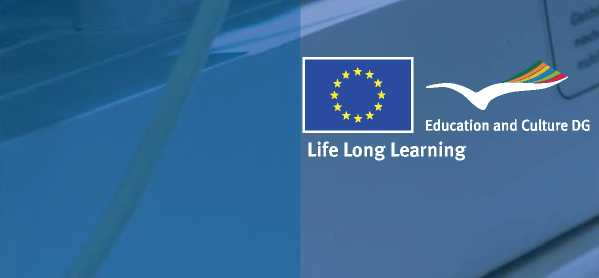 Education and Culture DG
Life Long Learning